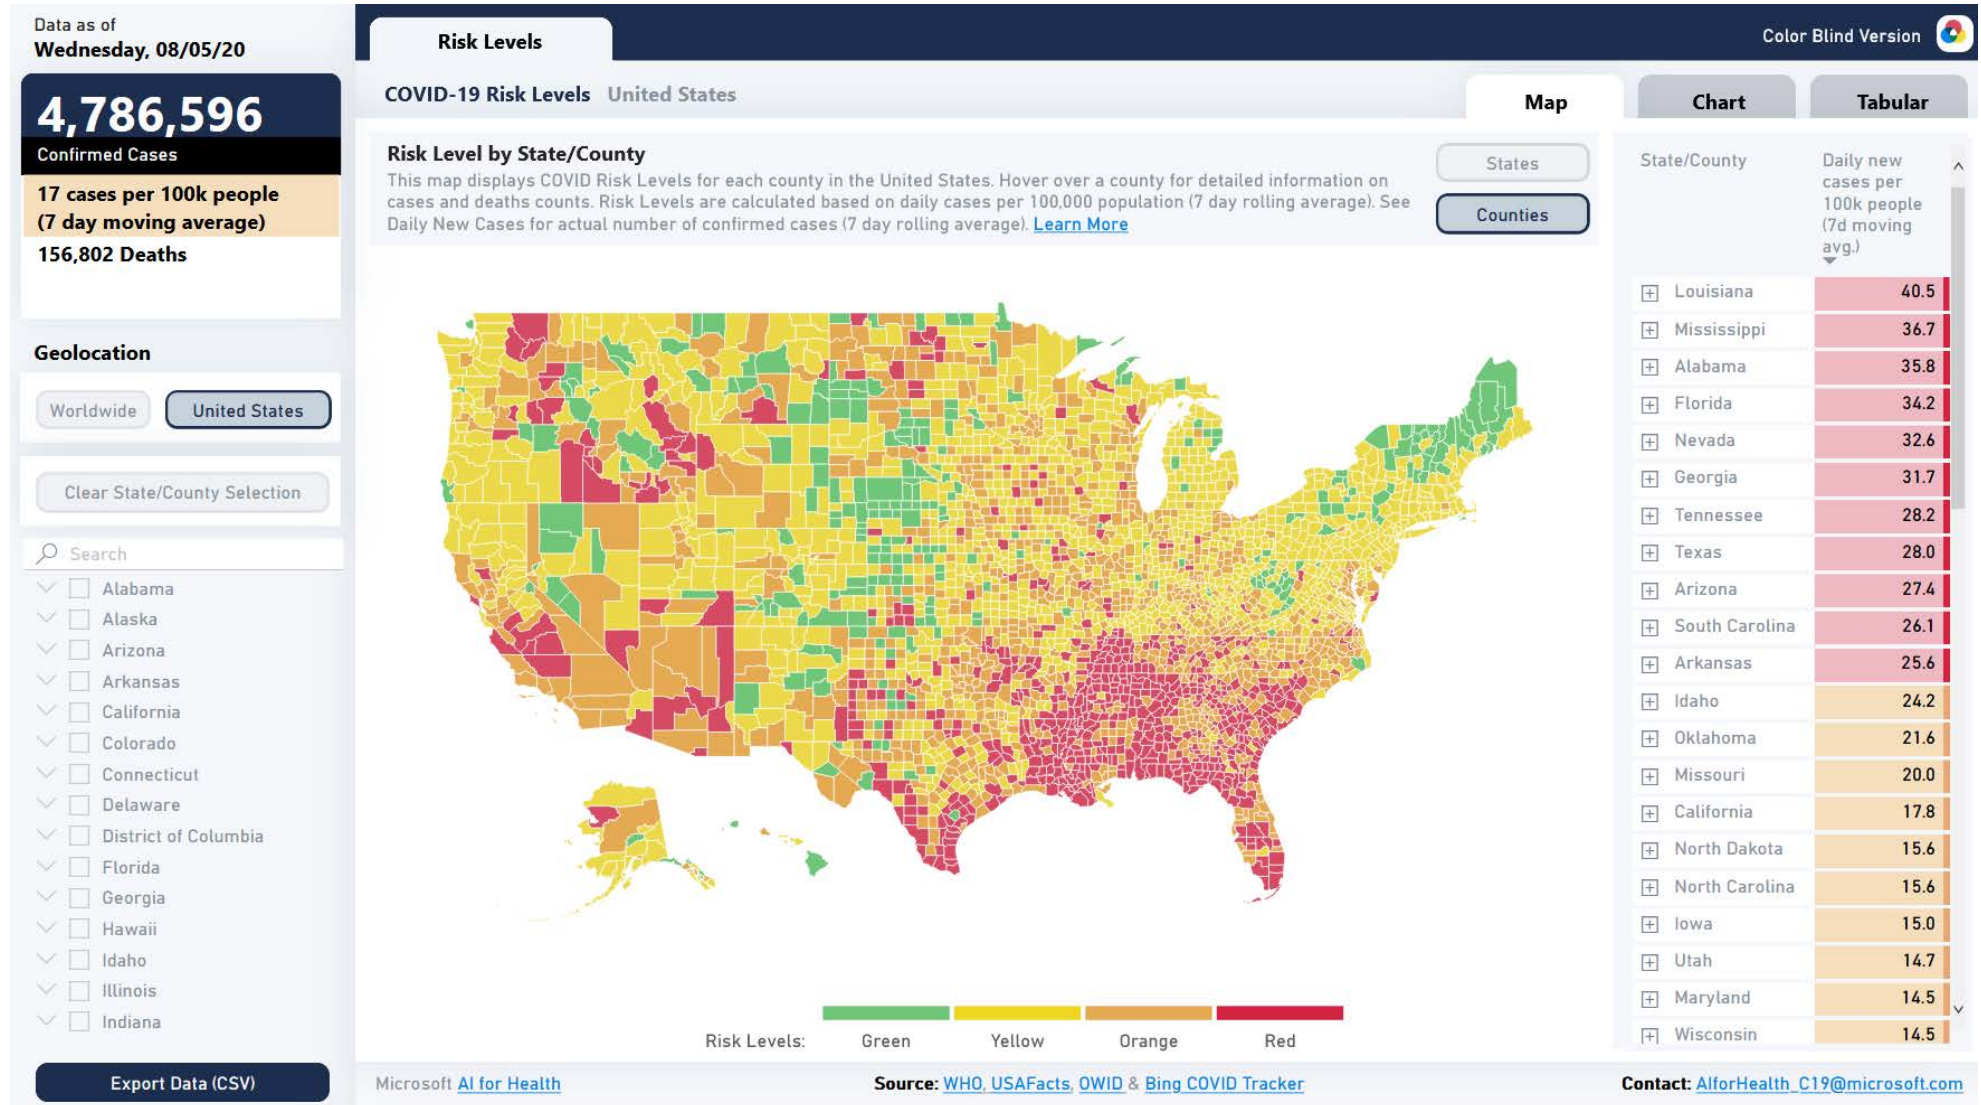 Data as of
Wednesday, 08/05/20
4,786,596
Confirmed Cases
17 cases per 100k people
(7 day moving average)
156,802 Deaths
Geolocation
Worldwide
United States
Clear State/County Selection
Search
Alabama
Alaska
Arizona
Arkansas
California
Colorado
Connecticut
Delaware
District of Columbia
Florida
Georgia
Hawaii
Idaho
Illinois
Indiana
Export Data (CSV)
Risk Levels
Color Blind Version
COVID-19 Risk Levels United States
Map
Chart
Tabular
Risk Level by State/County
This map displays COVID Risk Levels for each county in the United States. Hover over a county for detailed information on
cases and deaths counts. Risk Levels are calculated based on daily cases per 100,000 population (7 day rolling average). See
Daily New Cases for actual number of confirmed cases (7 day rolling average). Learn More
States
Counties
Risk Levels:
Green
Yellow
Orange
Red
State/County
Daily new
cases per
100k people
(7d moving
avg.)
Louisiana 40.5
Mississippi 36.7
Alabama 35.8
Florida 34.2
Nevada 32.6
Georgia 31.7
Tennessee 28.2
Texas 28.0
Arizona 27.4
South Carolina 26.1
Arkansas 25.6
Idaho 24.2
Oklahoma 21.6
Missouri 20.0
California 17.8
North Dakota 15.6
North Carolina 15.6
Iowa 15.0
Utah 14.7
Maryland 14.5
Wisconsin 14.5
Microsoft AI for Health
Source: WHO, USAFacts, OWID & Bing COVID Tracker
Contact: AIforHealth_C19@microsoft.com